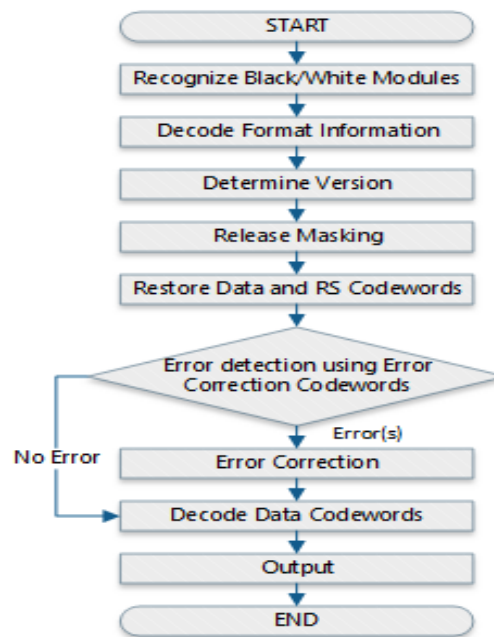 START
Recognize Black/White Modules
Decode Format Information
Determine Version
Release Masking
Restore Data and RS Codewords
Error detection using Error
Correction Codewords
Error(s)
No Error
Error Correction
Decode Data Codewords
Output
END